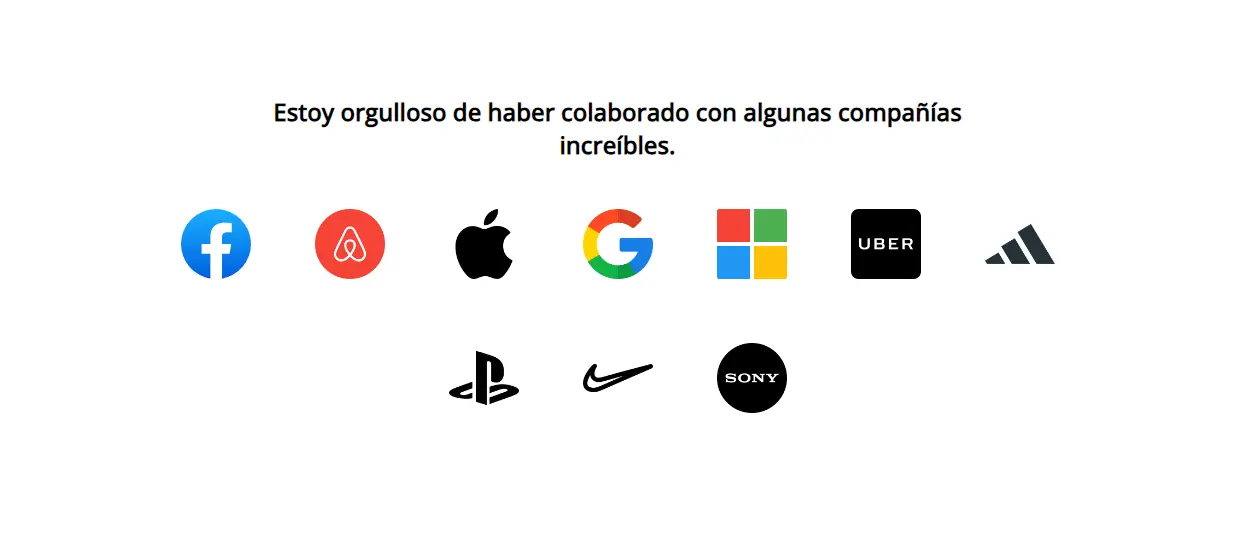 Estoy orgulloso de haber colaborado con algunas compañías
increíbles.
UBER
SONY